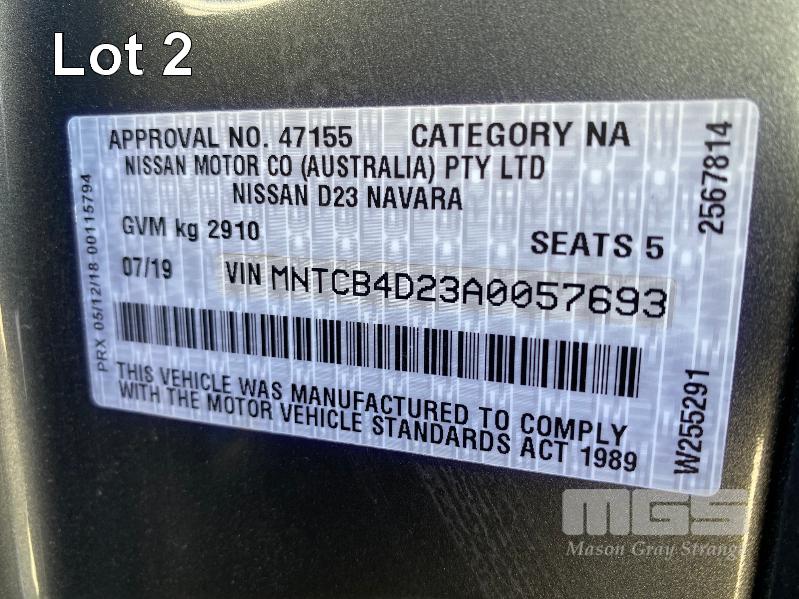 Lot 2
APPROVAL NO. 47155 CATEGORY NA
NISSAN MOTOR CO (AUSTRALIA) PTY LTD
NISSAN D23 NAVARA
GVM kg 2910
SEATS 5
07/19 VIN MNTCB4D23A0057693
THIS VEHICLE WAS MANUFACTURED TO COMPLY
WITH THE MOTOR VEHICLE STANDARDS ACT 1989
PRX 05/12/18 00115794
2567814
W255291
MGS
Mason Gray Strange